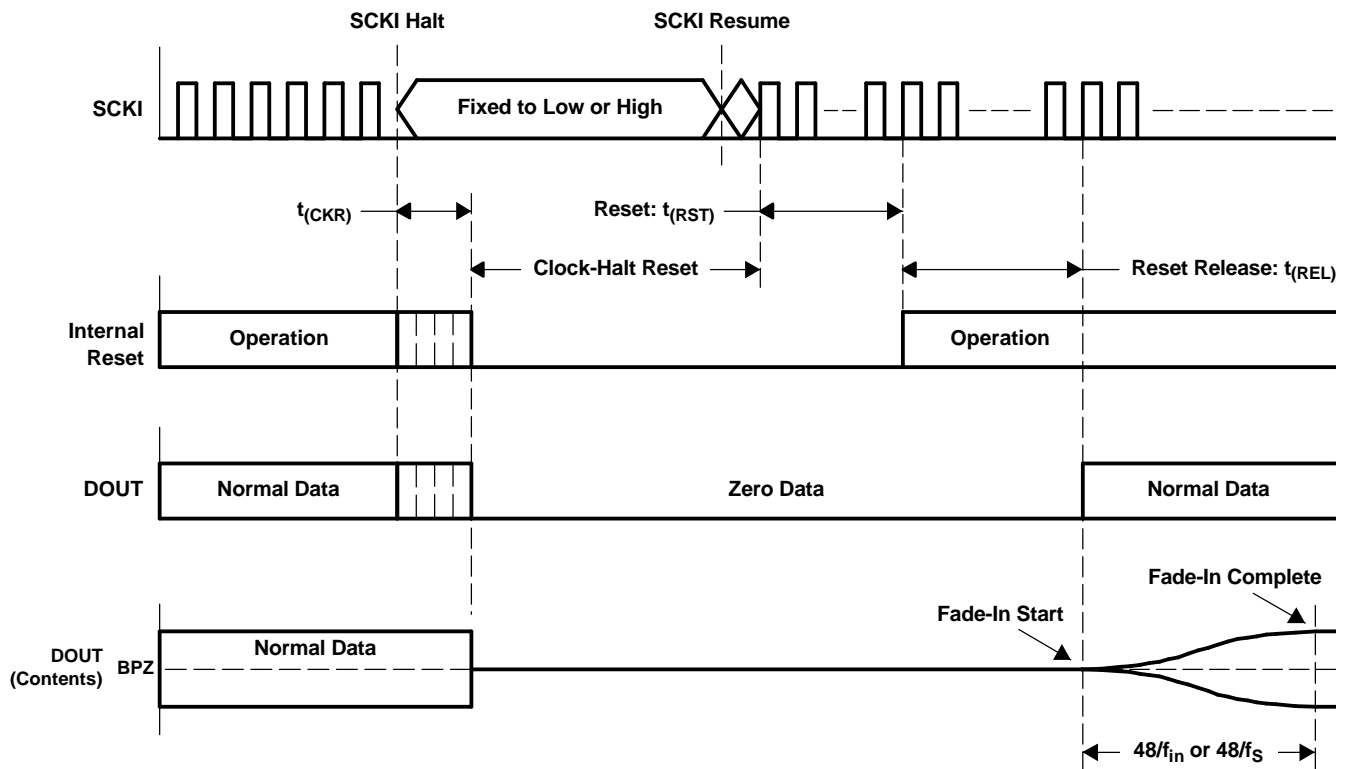 SCKI Halt
SCKI Resume
SCKI
Fixed to Low or High
t(CKR)
Reset: t(RST)
Clock-Halt Reset
Reset Release: t(REL)
Internal
Reset
Operation
Operation
DOUT
Normal Data
Zero Data
Normal Data
Fade-In Complete
Fade-In Start
DOUT
(Contents)
BPZ
Normal Data
48/fin or 48/fS